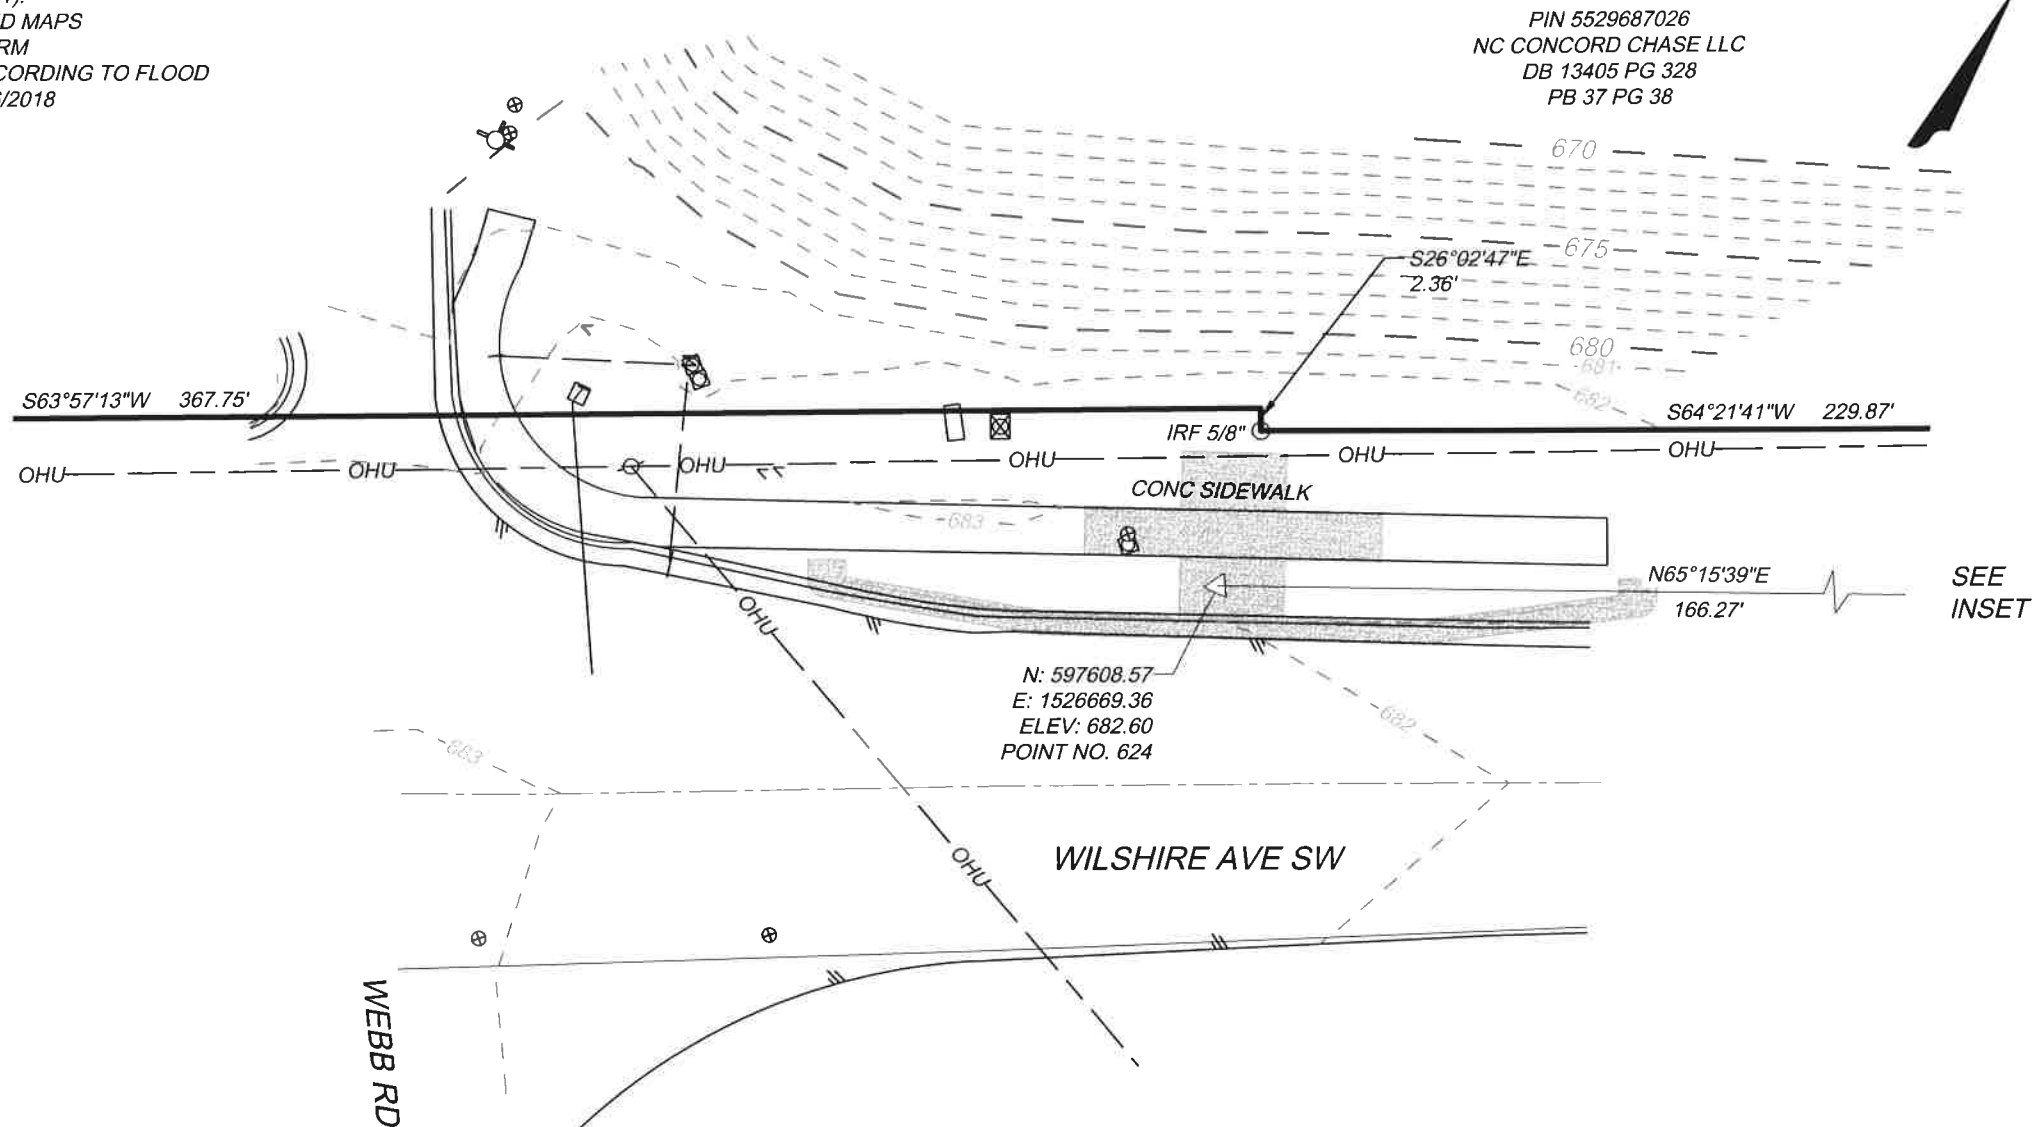 D MAPS
RM
CORDING TO FLOOD
/2018
PIN 5529687026
NC CONCORD CHASE LLC
DB 13405 PG 328
PB 37 PG 38
670
675
S26°02'47"E
2.36'
680
681
682
S63°57'13"W 367.75'
S64°21'41"W 229.87'
IRF 5/8"
OHU
OHU
OHU
OHU
OHU
OHU
CONC SIDEWALK
683
N65°15'39"E
166.27'
SEE
INSET
OHU
N: 597608.57
E: 1526669.36
ELEV: 682.60
POINT NO. 624
682
683
OHU
WILSHIRE AVE SW
WEBB RD